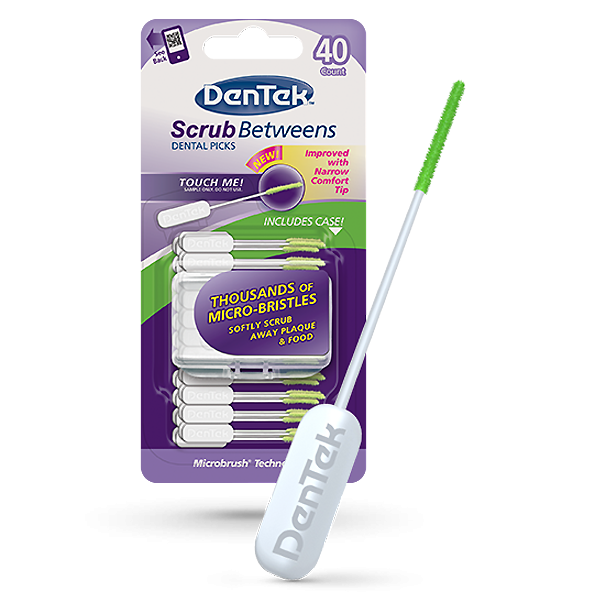 See
Back
40
Count
DenTek™
Scrub Betweens
DENTAL PICKS
NEW!
Improved
with
Narrow
Comfort
Tip
TOUCH ME!
SAMPLE ONLY. DO NOT USE.
DenTek
INCLUDES CASE!
THOUSANDS OF
MICRO-BRISTLES
SOFTLY SCRUB
AWAY PLAQUE
& FOOD
Microbrush®
DenTek